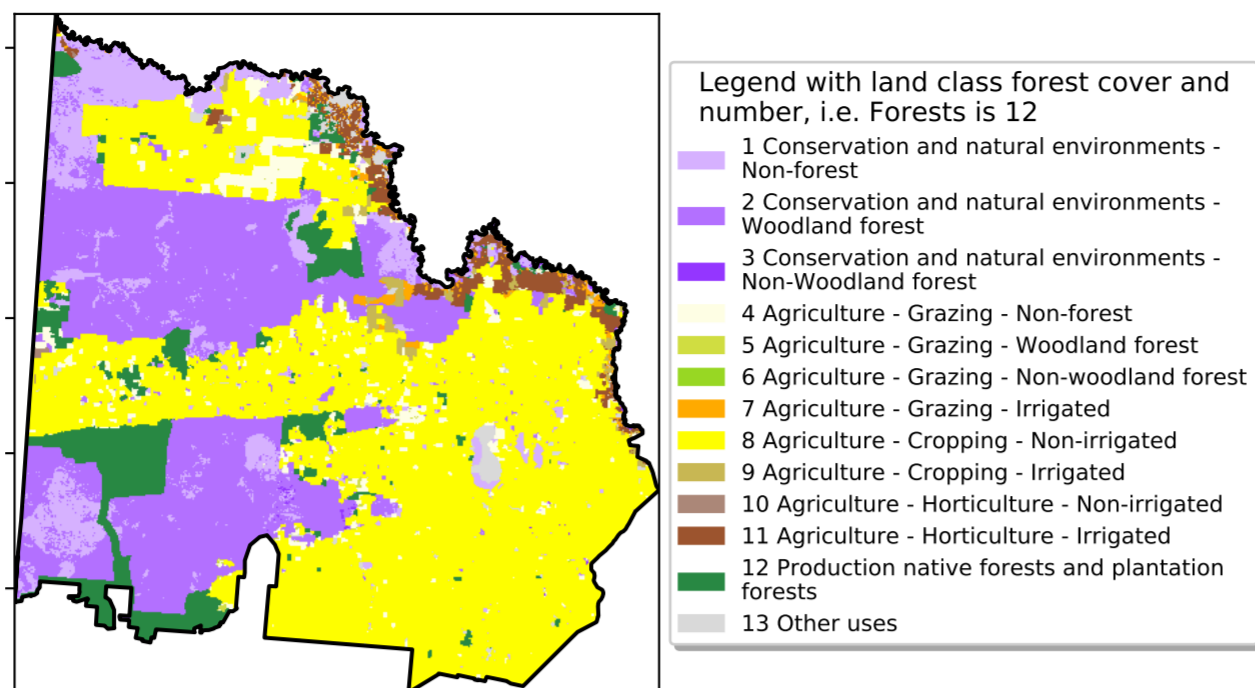 Legend with land class forest cover and
number, i.e. Forests is 12
1 Conservation and natural environments -
Non-forest
2 Conservation and natural environments -
Woodland forest
3 Conservation and natural environments -
Non-Woodland forest
4 Agriculture - Grazing - Non-forest
5 Agriculture - Grazing - Woodland forest
6 Agriculture - Grazing - Non-woodland forest
7 Agriculture - Grazing - Irrigated
8 Agriculture - Cropping - Non-irrigated
9 Agriculture - Cropping - Irrigated
10 Agriculture - Horticulture - Non-irrigated
11 Agriculture - Horticulture - Irrigated
12 Production native forests and plantation
forests
13 Other uses